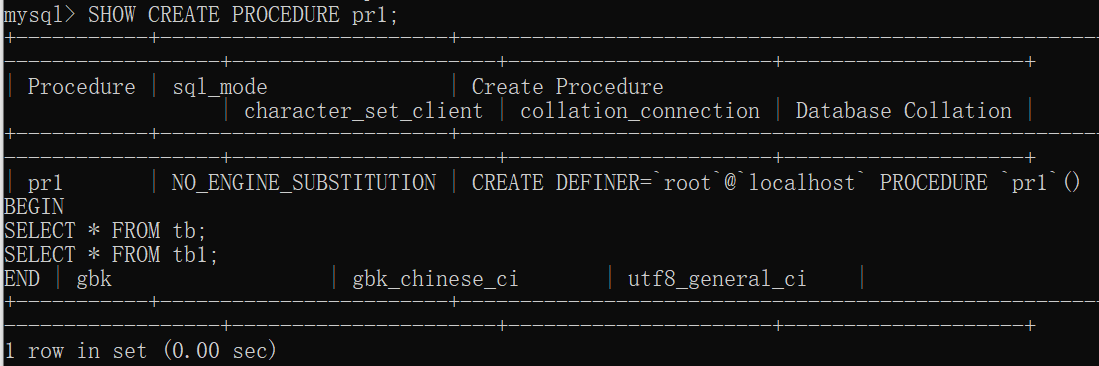 mysql> SHOW CREATE PROCEDURE pr1;
+-----------+----------------------+------------------------------------------------------
------------------+----------------------+----------------------+--------------------+
| Procedure | sql_mode | Create Procedure
| character_set_client | collation_connection | Database Collation |
+-----------+----------------------+------------------------------------------------------
------------------+----------------------+----------------------+--------------------+
| pr1 | NO_ENGINE_SUBSTITUTION | CREATE DEFINER=`root`@`localhost` PROCEDURE `pr1`()
BEGIN
SELECT * FROM tb;
SELECT * FROM tb1;
END | gbk | gbk_chinese_ci | utf8_general_ci |
+-----------+----------------------+------------------------------------------------------
------------------+----------------------+----------------------+--------------------+
1 row in set (0.00 sec)